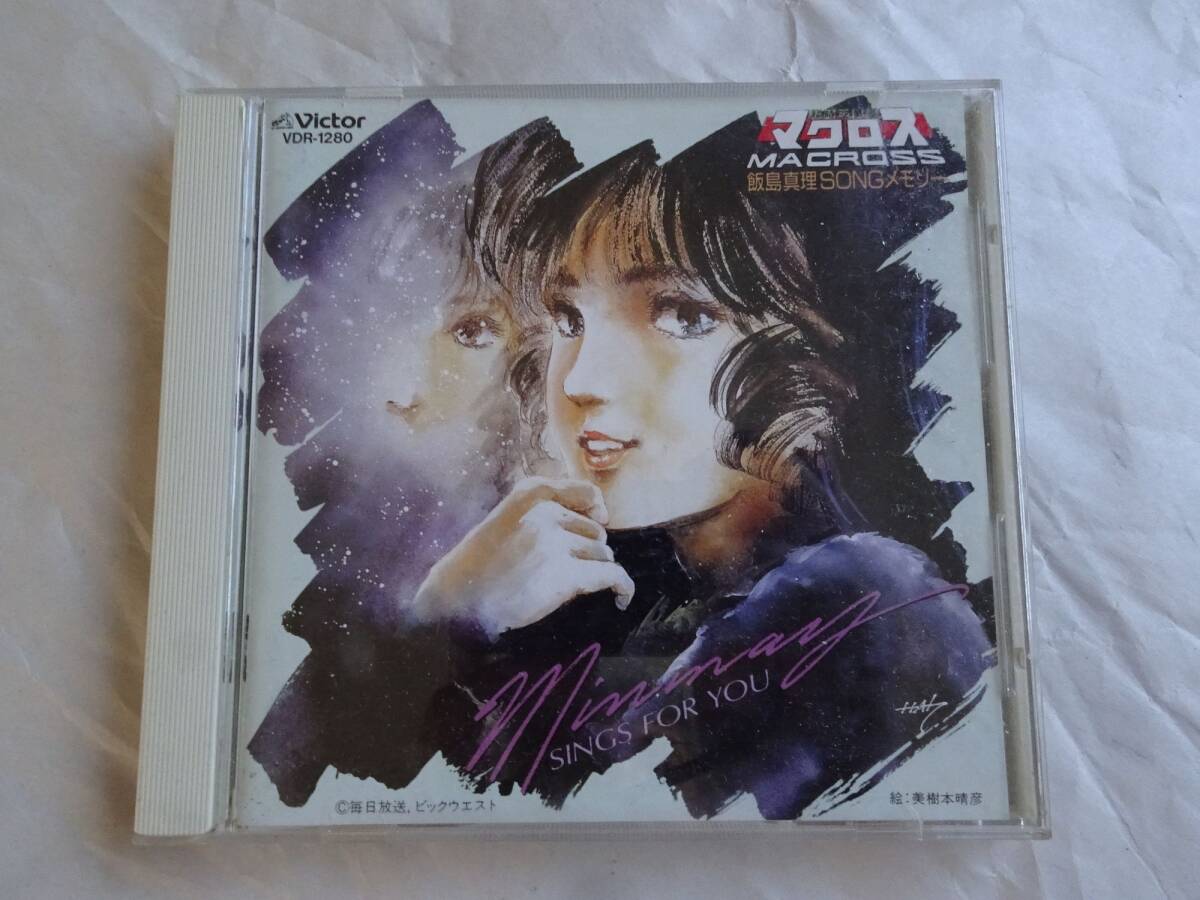 Victor
VDR-1280
マクロス
MACROSS
飯島真理SONGメモリー
Minmay
SINGS FOR YOU
©毎日放送,ビックウエスト
絵:美樹本晴彦